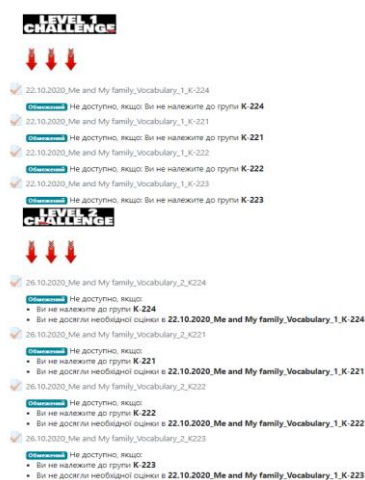 LEVEL 1
CHALLENGE
22.10.2020_Me and My family_Vocabulary_1_K-224
Обмежений Не доступно, якщо: Ви не належите до групи K-224
22.10.2020_Me and My family_Vocabulary_1_K-221
Обмежений Не доступно, якщо: Ви не належите до групи K-221
22.10.2020_Me and My family_Vocabulary_1_K-222
Обмежений Не доступно, якщо: Ви не належите до групи K-222
22.10.2020_Me and My family_Vocabulary_1_K-223
Обмежений Не доступно, якщо: Ви не належите до групи K-223
LEVEL 2
CHALLENGE
26.10.2020_Me and My family_Vocabulary_2_K224
Обмежений Не доступно, якщо:
• Ви не належите до групи K-224
• Ви не досягли необхідної оцінки в 22.10.2020_Me and My family_Vocabulary_1_K-224
26.10.2020_Me and My family_Vocabulary_2_K221
Обмежений Не доступно, якщо:
• Ви не належите до групи K-221
• Ви не досягли необхідної оцінки в 22.10.2020_Me and My family_Vocabulary_1_K-221
26.10.2020_Me and My family_Vocabulary_2_K222
Обмежений Не доступно, якщо:
• Ви не належите до групи K-222
• Ви не досягли необхідної оцінки в 22.10.2020_Me and My family_Vocabulary_1_K-222
26.10.2020_Me and My family_Vocabulary_2_K223
Обмежений Не доступно, якщо:
• Ви не належите до групи K-223
• Ви не досягли необхідної оцінки в 22.10.2020_Me and My family_Vocabulary_1_K-223